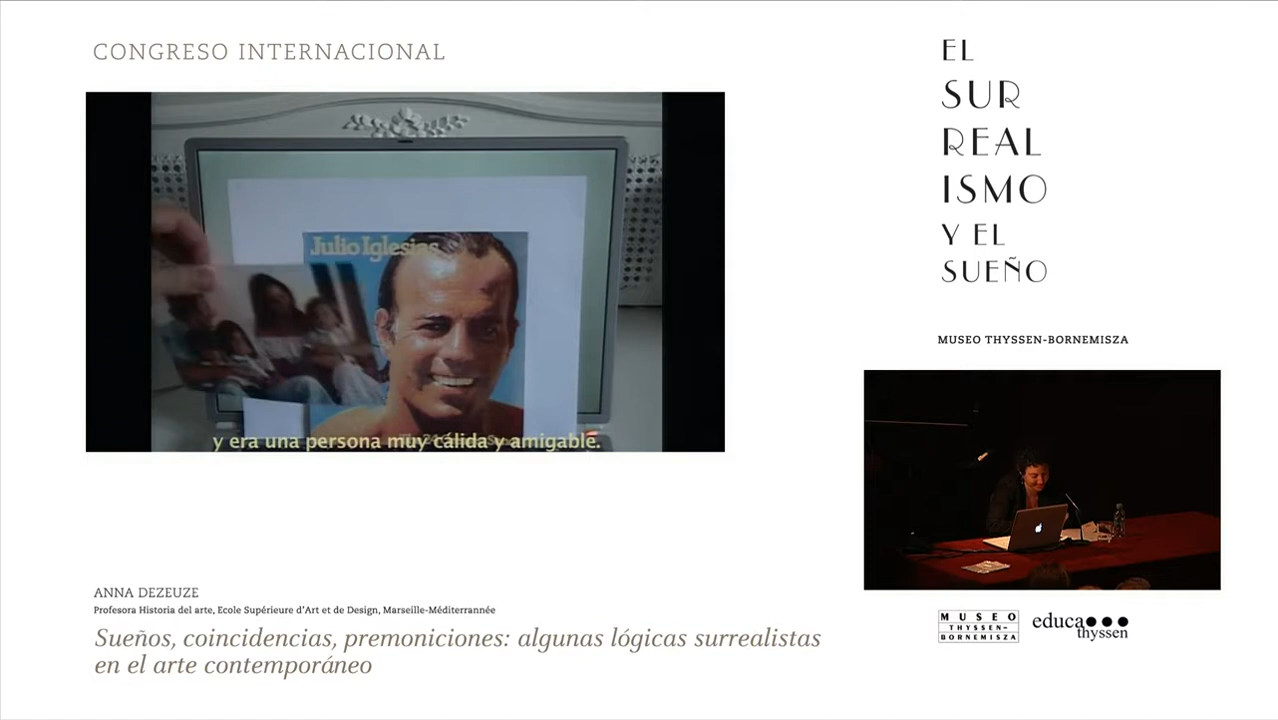 CONGRESO INTERNACIONAL
EL
SUR
REAL
ISMO
Y EL
SUEÑO
Julio Iglesias
y era una persona muy cálida y amigable.
MUSEO THYSSEN-BORNEMISZA
ANNA DEZEUZE
Profesora Historia del arte, Ecole Supérieure d'Art et de Design, Marseille-Méditerrannée
Sueños, coincidencias, premoniciones: algunas lógicas surrealistas
en el arte contemporáneo
MUSEO
THYSSEN-
BORNEMISZA
educa
thyssen